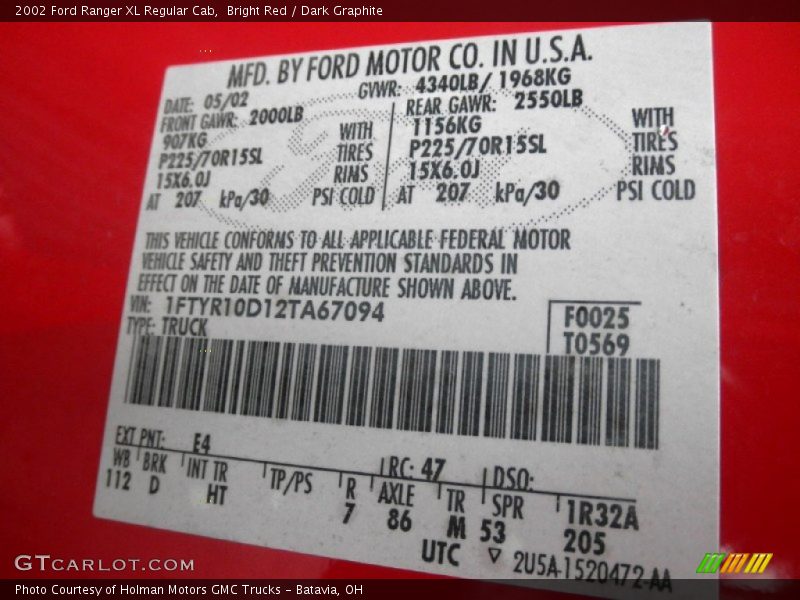 2002 Ford Ranger XL Regular Cab,  Bright Red / Dark Graphite
MFD. BY FORD MOTOR CO. IN U.S.A.
DATE: 05/02 GVWR: 4340LB/ 1968KG
FRONT GAWR: 2000LB REAR GAWR: 2550LB
907KG WITH 1156KG WITH
P225/70R15SL TIRES P225/70R15SL TIRES
15X6.0J RIMS 15X6.0J RIMS
AT 207 kPa/30 PSI COLD AT 207 kPa/30 PSI COLD
THIS VEHICLE CONFORMS TO ALL APPLICABLE FEDERAL MOTOR
VEHICLE SAFETY AND THEFT PREVENTION STANDARDS IN
EFFECT ON THE DATE OF MANUFACTURE SHOWN ABOVE.
VIN: 1FTYR10D12TA67094 F0025
TYPE: TRUCK T0569
EXT PNT: E4 RC: 47 DSO:
WB BRK INT TR TP/PS R AXLE TR SPR 1R32A
112 D HT 7 86 M 53 205
UTC ▽ 2U5A-1520472-AA
GTCARLOT.COM
Photo Courtesy of Holman Motors GMC Trucks – Batavia, OH